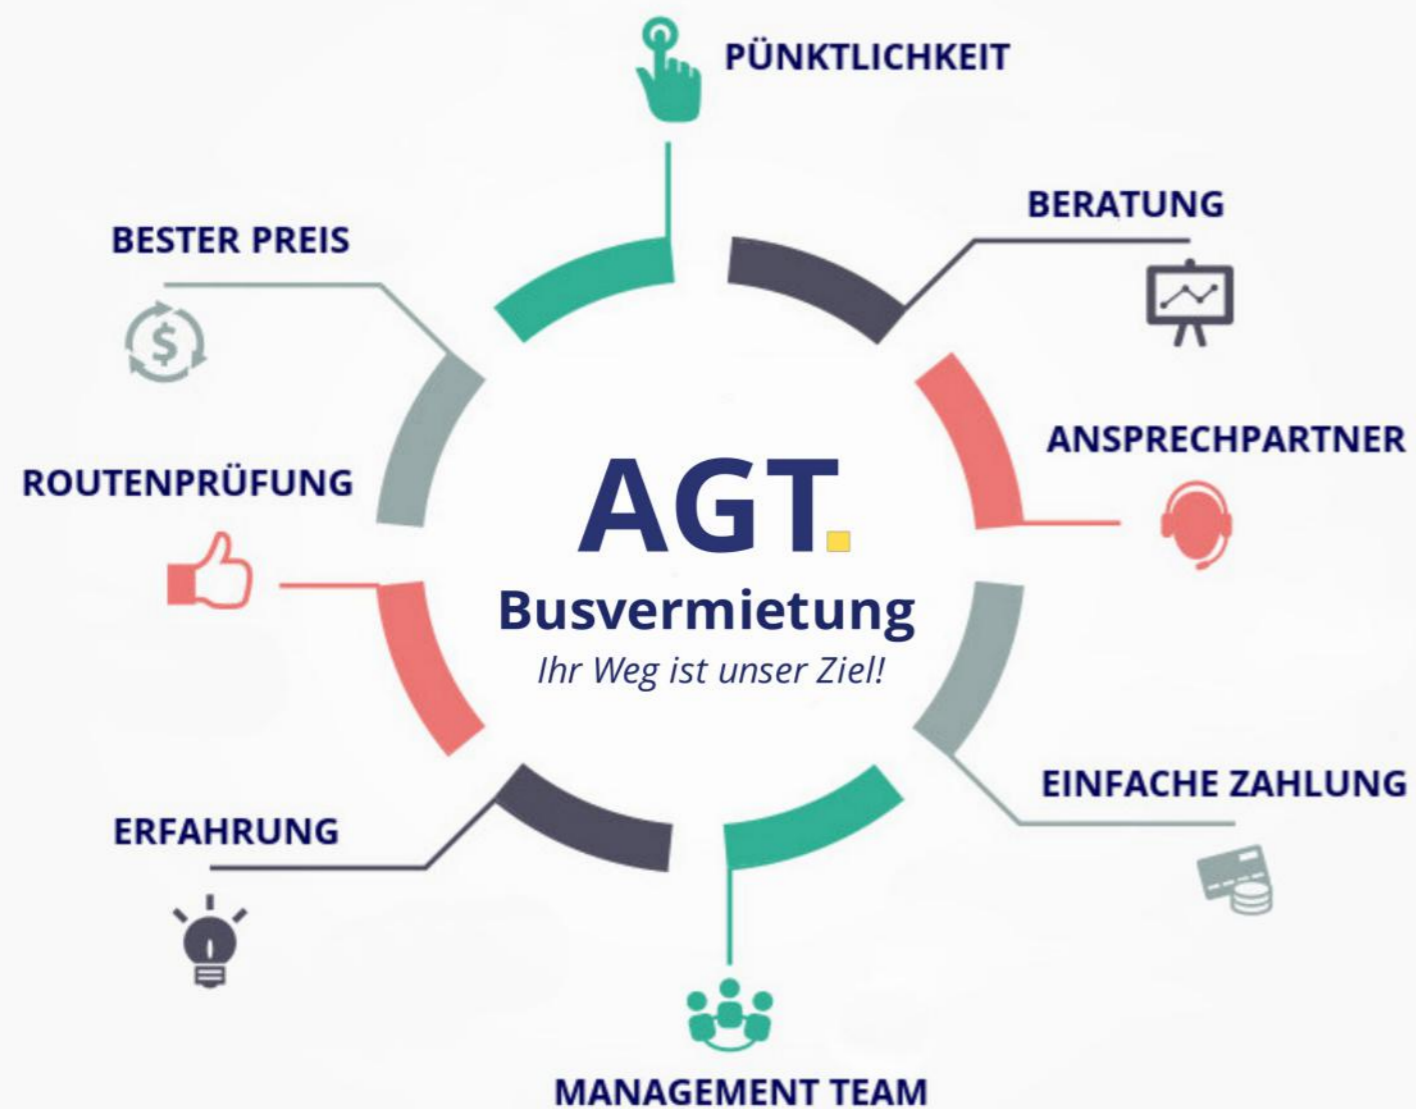 PÜNKTLICHKEIT
BERATUNG
BESTER PREIS
ANSPRECHPARTNER
ROUTENPRÜFUNG
AGT.
Busvermietung
Ihr Weg ist unser Ziel!
EINFACHE ZAHLUNG
ERFAHRUNG
MANAGEMENT TEAM